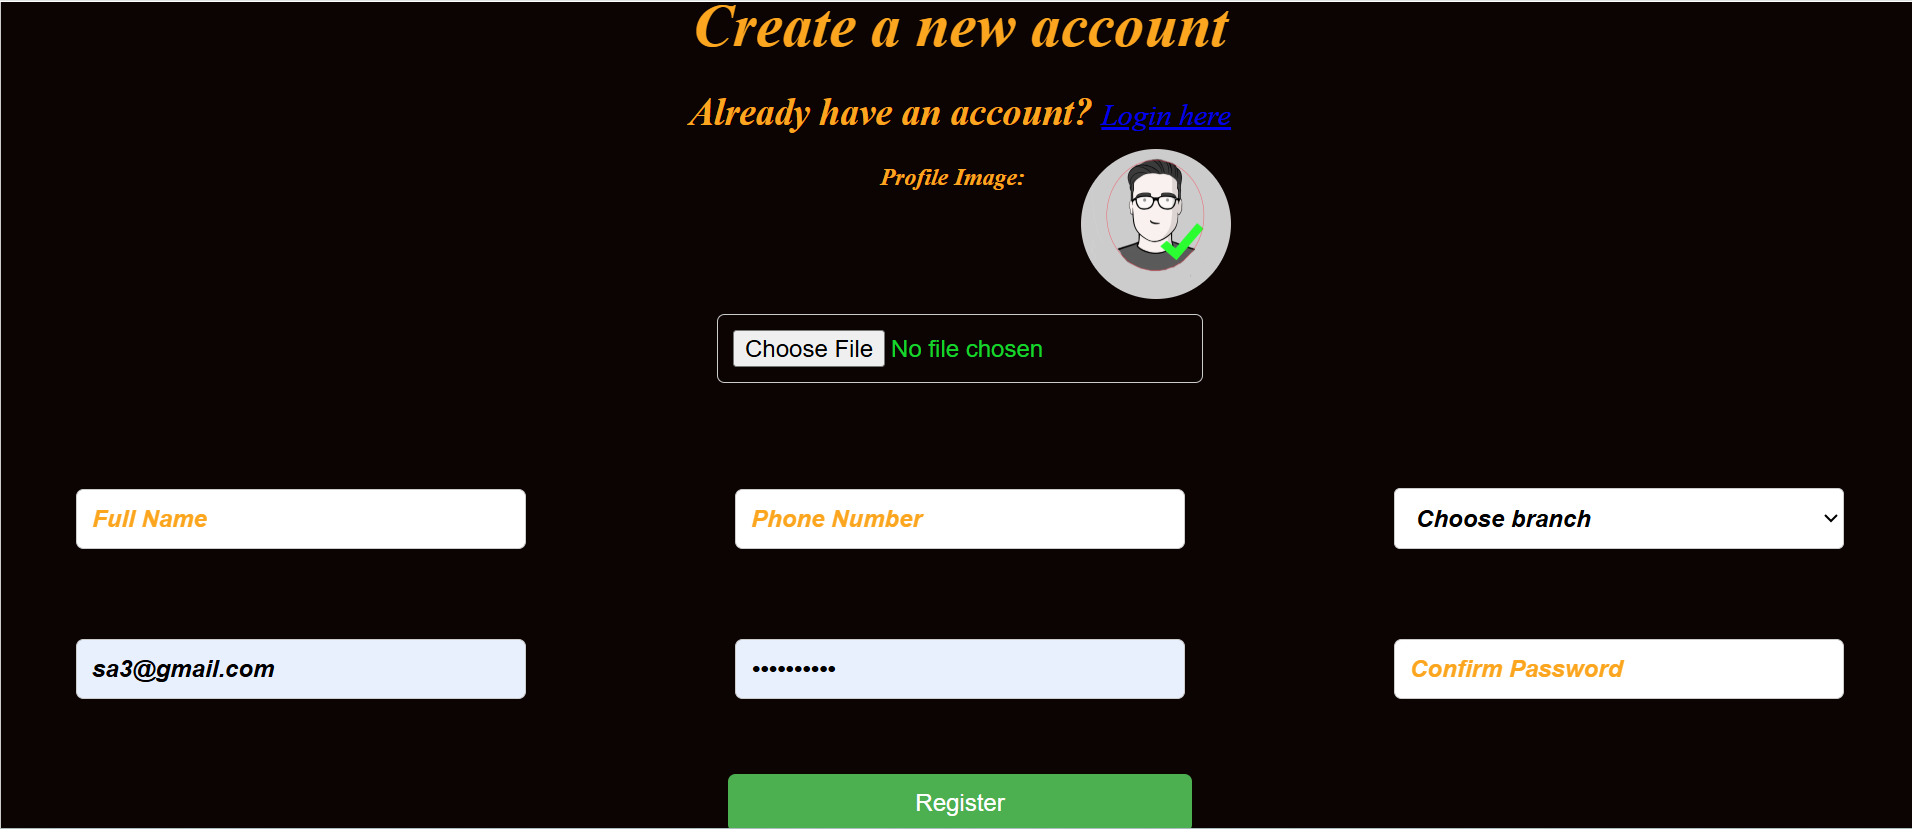 Create a new account
Already have an account? Login here
Profile Image:
Choose File No file chosen
Full Name
Phone Number
Choose branch
sa3@gmail.com
••••••••••
Confirm Password
Register